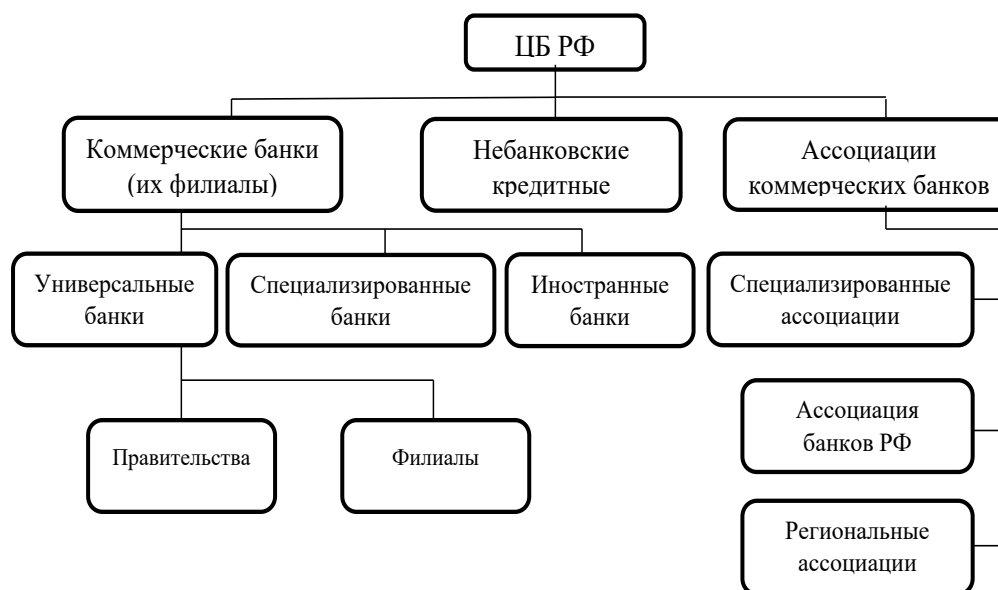 ЦБ РФ
Коммерческие банки
(их филиалы)
Небанковские
кредитные
Ассоциации
коммерческих банков
Универсальные
банки
Специализированные
банки
Иностранные
банки
Специализированные
ассоциации
Правительства
Филиалы
Ассоциация
банков РФ
Региональные
ассоциации